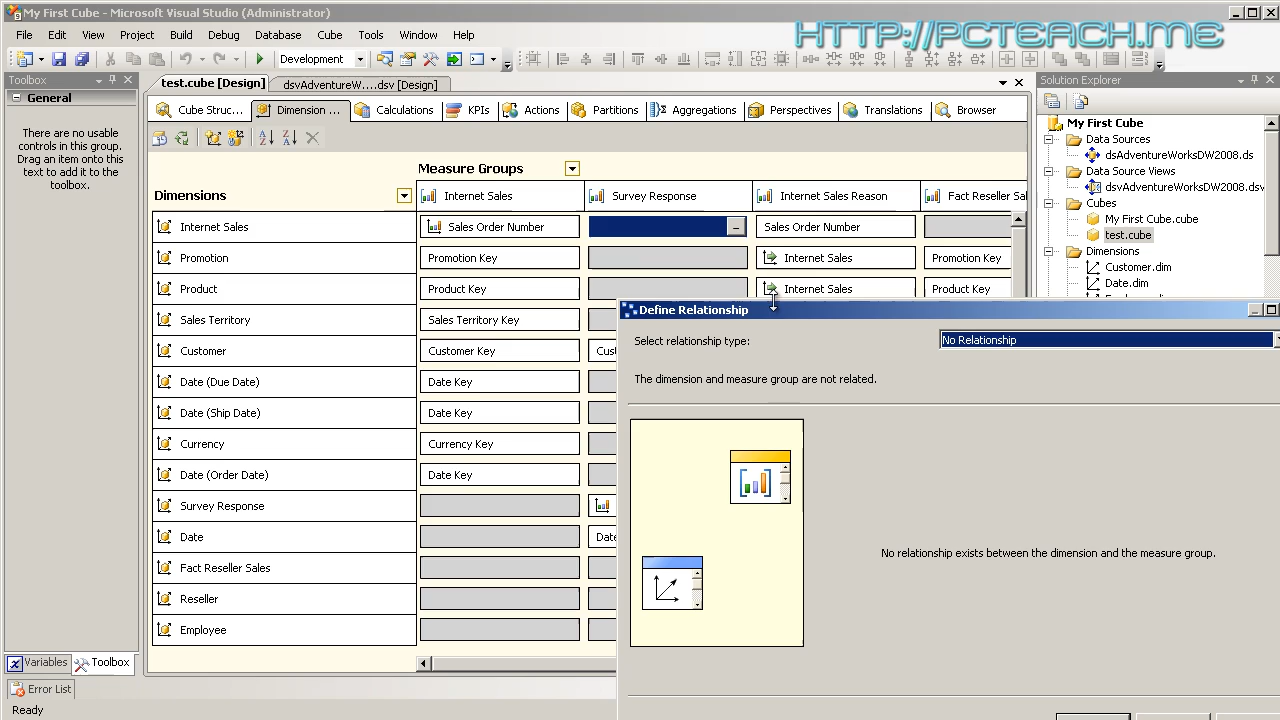 My First Cube - Microsoft Visual Studio (Administrator)
File Edit View Project Build Debug Database Cube Tools Window Help
HTTP://PCTEACH.ME
Development
Toolbox
General
There are no usable
controls in this group.
Drag an item onto this
text to add it to the
toolbox.
test.cube [Design] dsvAdventureW....dsv [Design]
Cube Struc... Dimension ... Calculations KPIs Actions Partitions Aggregations Perspectives Translations Browser
Measure Groups
Dimensions Internet Sales Survey Response Internet Sales Reason Fact Reseller Sal
Internet Sales Sales Order Number Sales Order Number
Promotion Promotion Key Internet Sales Promotion Key
Product Product Key Internet Sales Product Key
Sales Territory Sales Territory Key
Customer Customer Key Cust
Date (Due Date) Date Key
Date (Ship Date) Date Key
Currency Currency Key
Date (Order Date) Date Key
Survey Response
Date Date
Fact Reseller Sales
Reseller
Employee
Define Relationship
Select relationship type: No Relationship
The dimension and measure group are not related.
No relationship exists between the dimension and the measure group.
Solution Explorer
My First Cube
Data Sources
dsAdventureWorksDW2008.ds
Data Source Views
dsvAdventureWorksDW2008.dsv
Cubes
My First Cube.cube
test.cube
Dimensions
Customer.dim
Date.dim
Variables Toolbox
Error List
Ready